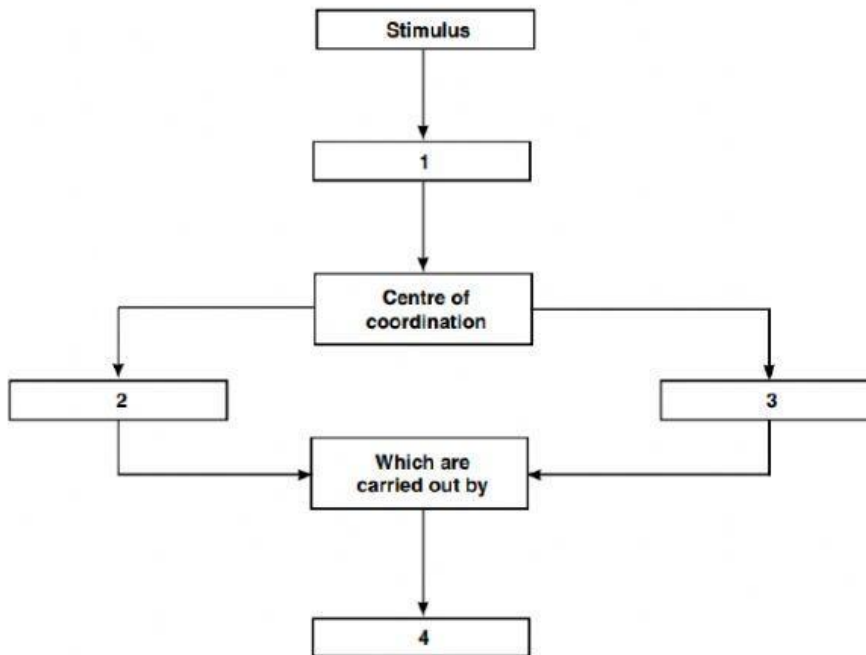 Stimulus
1
Centre of
coordination
2
3
Which are
carried out by
4